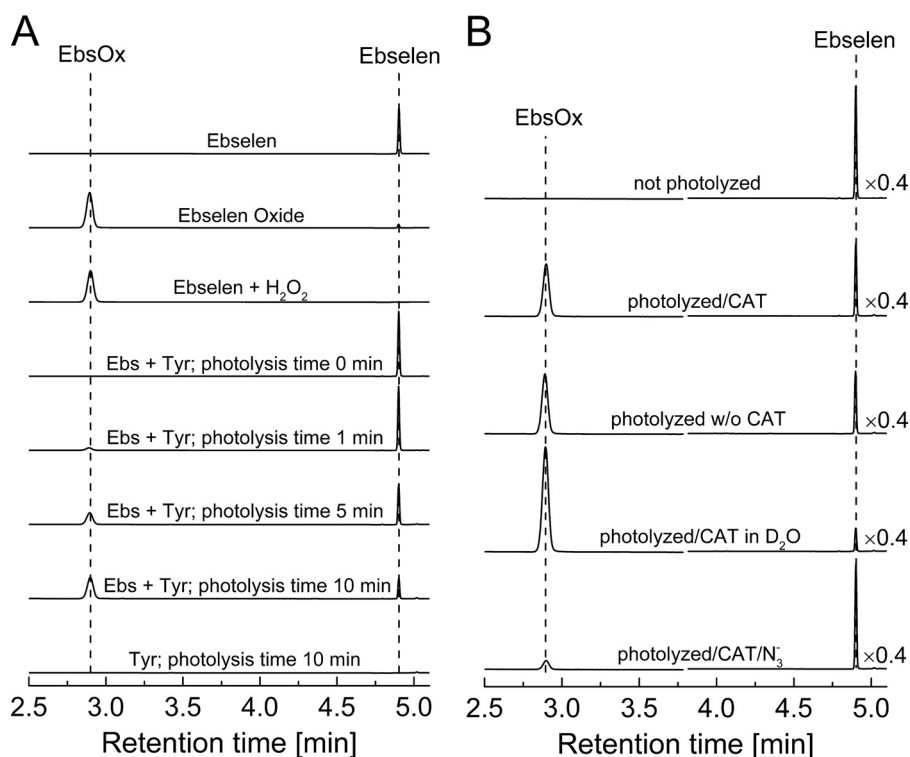 A
EbsOx
Ebselen
Ebselen
Ebselen Oxide
Ebselen + H₂O₂
Ebs + Tyr; photolysis time 0 min
Ebs + Tyr; photolysis time 1 min
Ebs + Tyr; photolysis time 5 min
Ebs + Tyr; photolysis time 10 min
Tyr; photolysis time 10 min
2.5 3.0 3.5 4.0 4.5 5.0
Retention time [min]
B
Ebselen
EbsOx
not photolyzed ×0.4
photolyzed/CAT ×0.4
photolyzed w/o CAT ×0.4
photolyzed/CAT in D₂O ×0.4
photolyzed/CAT/N₃⁻ ×0.4
2.5 3.0 3.5 4.0 4.5 5.0
Retention time [min]